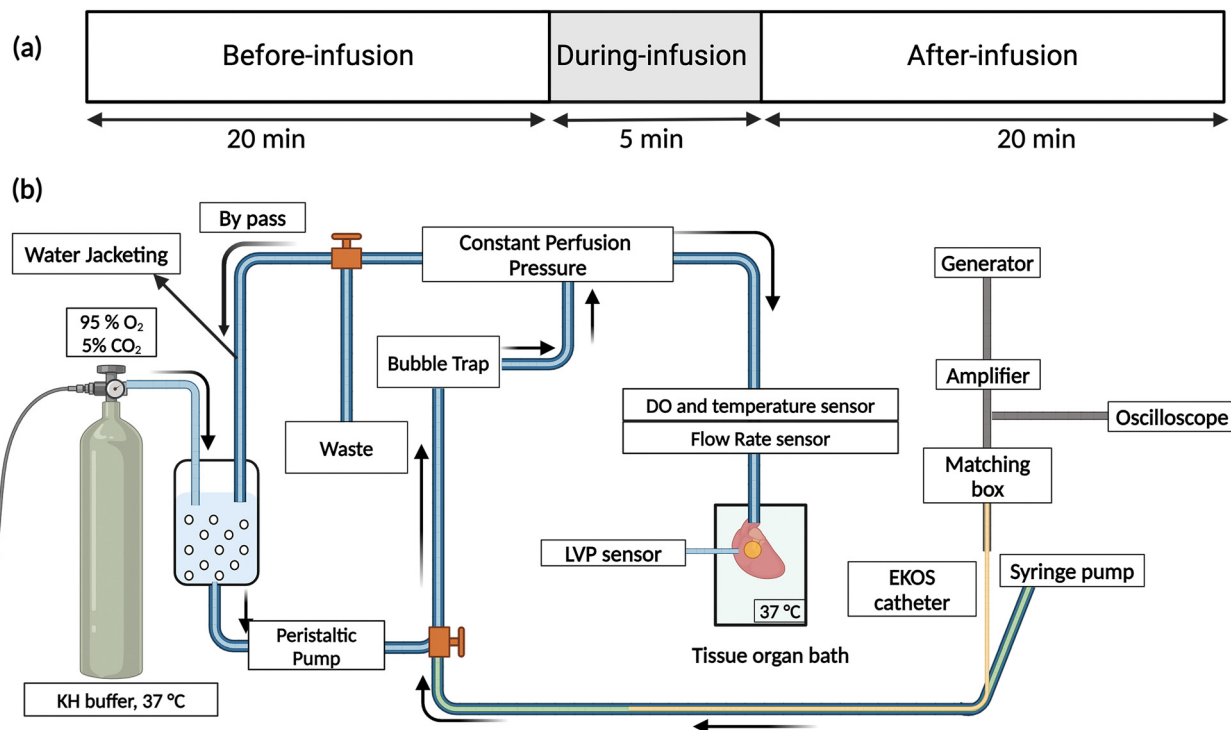 (a)
Before-infusion
During-infusion
After-infusion
20 min
5 min
20 min
(b)
By pass
Water Jacketing
Constant Perfusion
Pressure
Generator
95 % O₂
5% CO₂
Bubble Trap
Amplifier
DO and temperature sensor
Oscilloscope
Flow Rate sensor
Waste
Matching
box
LVP sensor
EKOS
catheter
Syringe pump
37 °C
Peristaltic
Pump
Tissue organ bath
KH buffer, 37 °C